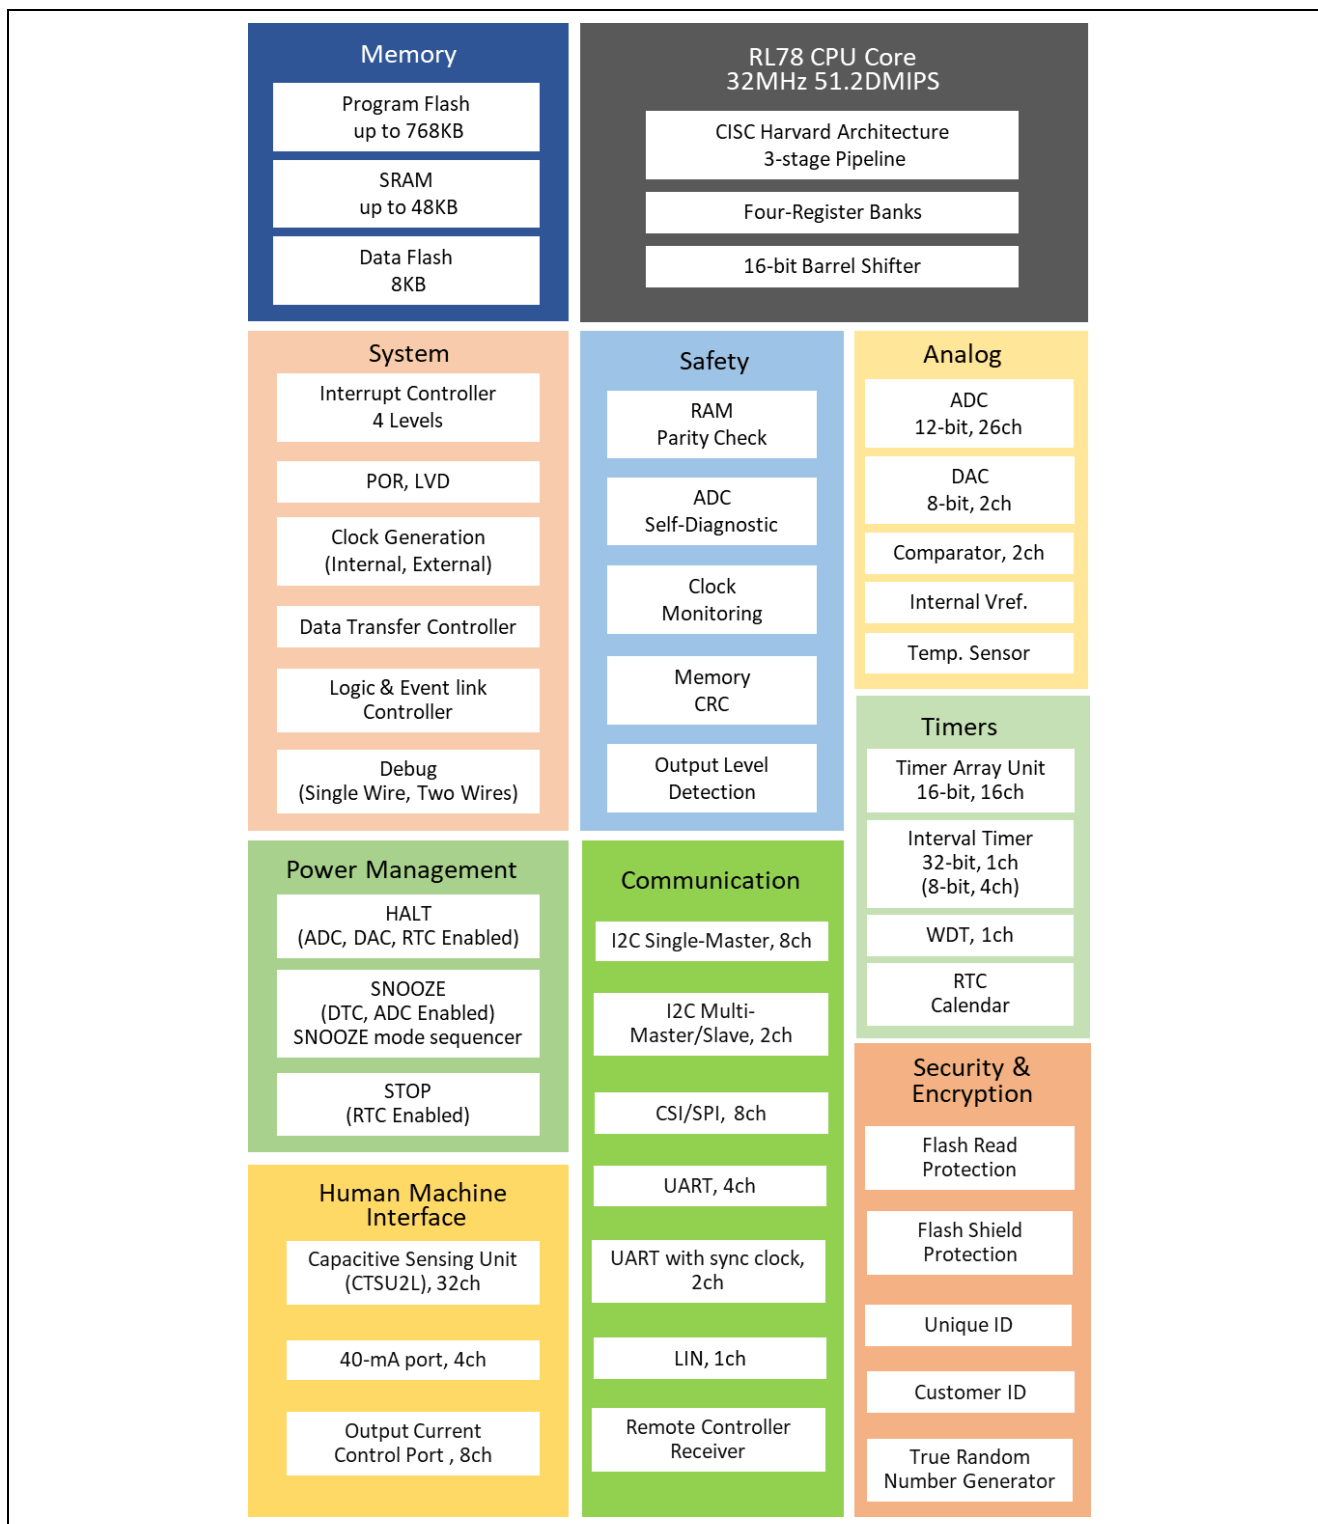 Memory
Program Flash
up to 768KB
SRAM
up to 48KB
Data Flash
8KB
RL78 CPU Core
32MHz 51.2DMIPS
CISC Harvard Architecture
3-stage Pipeline
Four-Register Banks
16-bit Barrel Shifter
System
Interrupt Controller
4 Levels
POR, LVD
Clock Generation
(Internal, External)
Data Transfer Controller
Logic & Event link
Controller
Debug
(Single Wire, Two Wires)
Safety
RAM
Parity Check
ADC
Self-Diagnostic
Clock
Monitoring
Memory
CRC
Output Level
Detection
Analog
ADC
12-bit, 26ch
DAC
8-bit, 2ch
Comparator, 2ch
Internal Vref.
Temp. Sensor
Timers
Timer Array Unit
16-bit, 16ch
Interval Timer
32-bit, 1ch
(8-bit, 4ch)
WDT, 1ch
RTC
Calendar
Power Management
HALT
(ADC, DAC, RTC Enabled)
SNOOZE
(DTC, ADC Enabled)
SNOOZE mode sequencer
STOP
(RTC Enabled)
Communication
I2C Single-Master, 8ch
I2C Multi-
Master/Slave, 2ch
CSI/SPI, 8ch
UART, 4ch
UART with sync clock,
2ch
LIN, 1ch
Remote Controller
Receiver
Security &
Encryption
Flash Read
Protection
Flash Shield
Protection
Unique ID
Customer ID
True Random
Number Generator
Human Machine
Interface
Capacitive Sensing Unit
(CTSU2L), 32ch
40-mA port, 4ch
Output Current
Control Port , 8ch